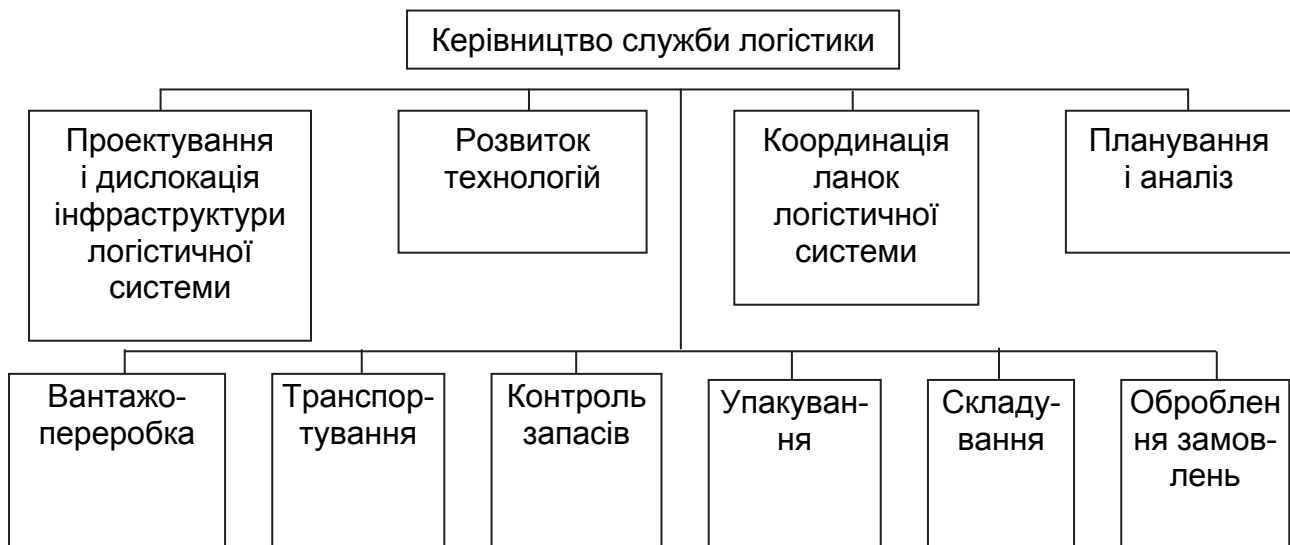 Керівництво служби логістики
Проектування
і дислокація
інфраструктури
логістичної
системи
Розвиток
технологій
Координація
ланок
логістичної
системи
Планування
і аналіз
Вантажо-
переробка
Транспор-
тування
Контроль
запасів
Упакуван-
ня
Складу-
вання
Оброблен
ня замов-
лень